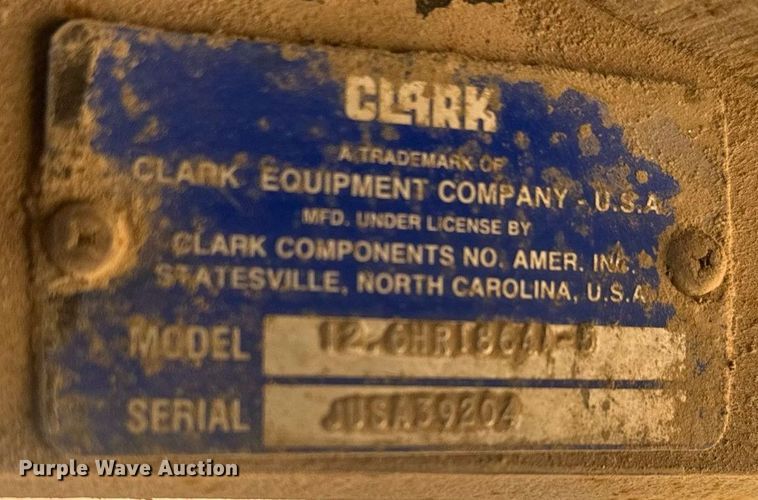 CLARK
A TRADEMARK OF
CLARK EQUIPMENT COMPANY - U.S.A.
MFD. UNDER LICENSE BY
CLARK COMPONENTS NO. AMER. INC.
STATESVILLE, NORTH CAROLINA, U.S.A.
MODEL
SERIAL JUSA39204
Purple Wave Auction